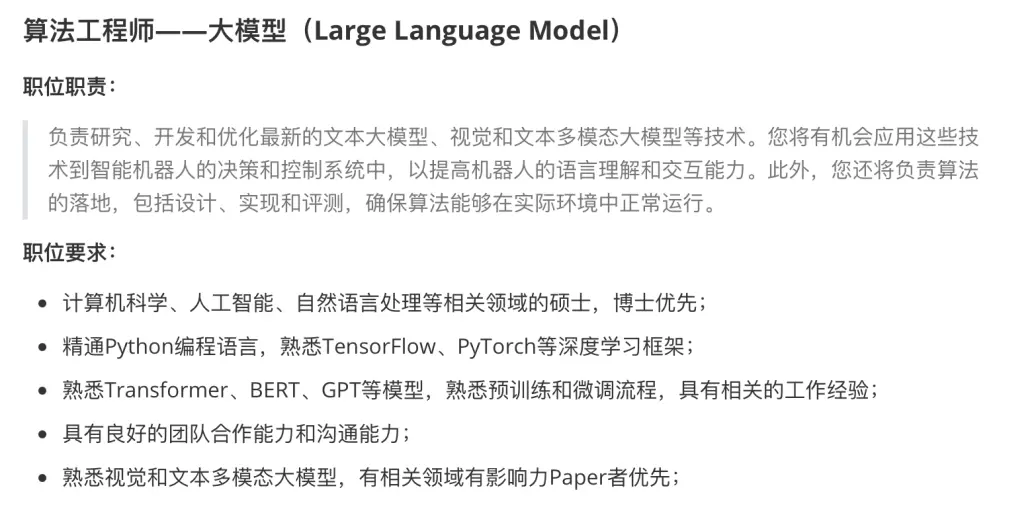 算法工程师——大模型（Large Language Model）
职位职责：
负责研究、开发和优化最新的文本大模型、视觉和文本多模态大模型等技术。您将有机会应用这些技
术到智能机器人的决策和控制系统中，以提高机器人的语言理解和交互能力。此外，您还将负责算法
的落地，包括设计、实现和评测，确保算法能够在实际环境中正常运行。
职位要求：
• 计算机科学、人工智能、自然语言处理等相关领域的硕士，博士优先；
• 精通Python编程语言，熟悉TensorFlow、PyTorch等深度学习框架；
• 熟悉Transformer、BERT、GPT等模型，熟悉预训练和微调流程，具有相关的工作经验；
• 具有良好的团队合作能力和沟通能力；
• 熟悉视觉和文本多模态大模型，有相关领域有影响力Paper者优先；